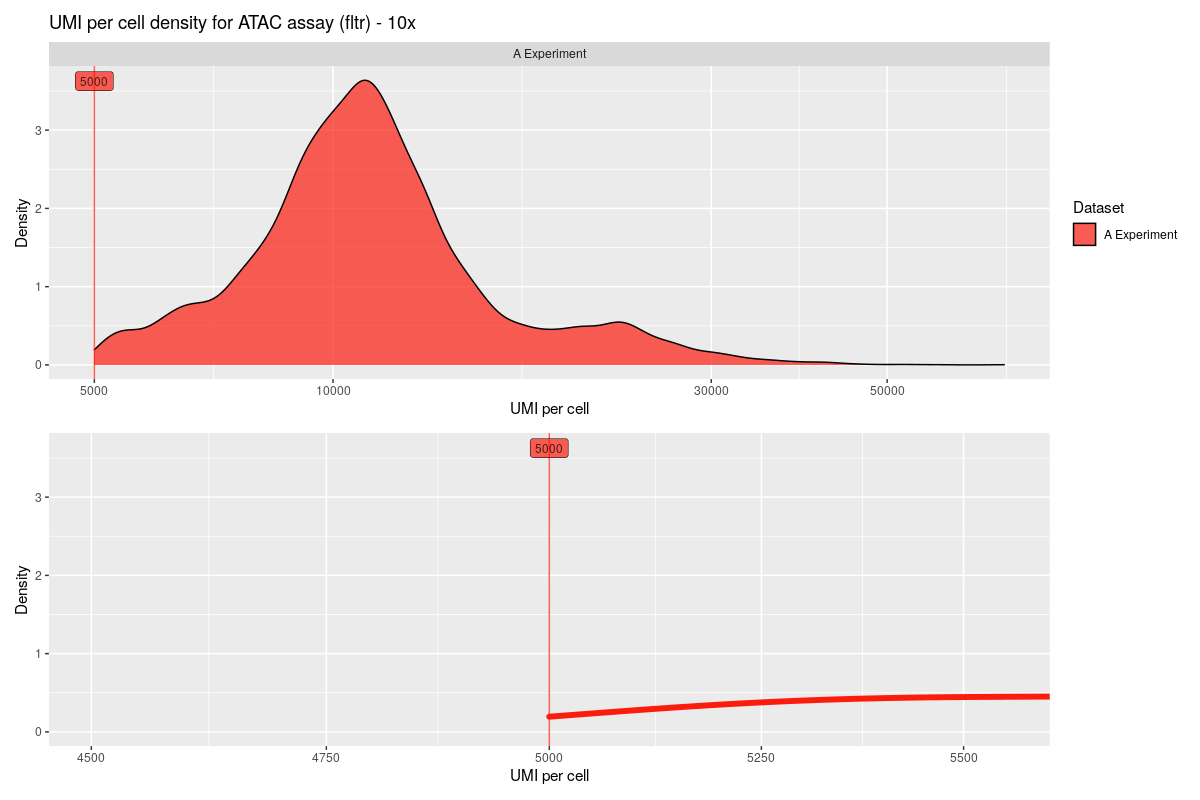 UMI per cell density for ATAC assay (fltr) - 10x
A Experiment
5000
3
2
1
0
Density
5000 10000 30000 50000
UMI per cell
Dataset
A Experiment
5000
3
2
1
0
Density
4500 4750 5000 5250 5500
UMI per cell